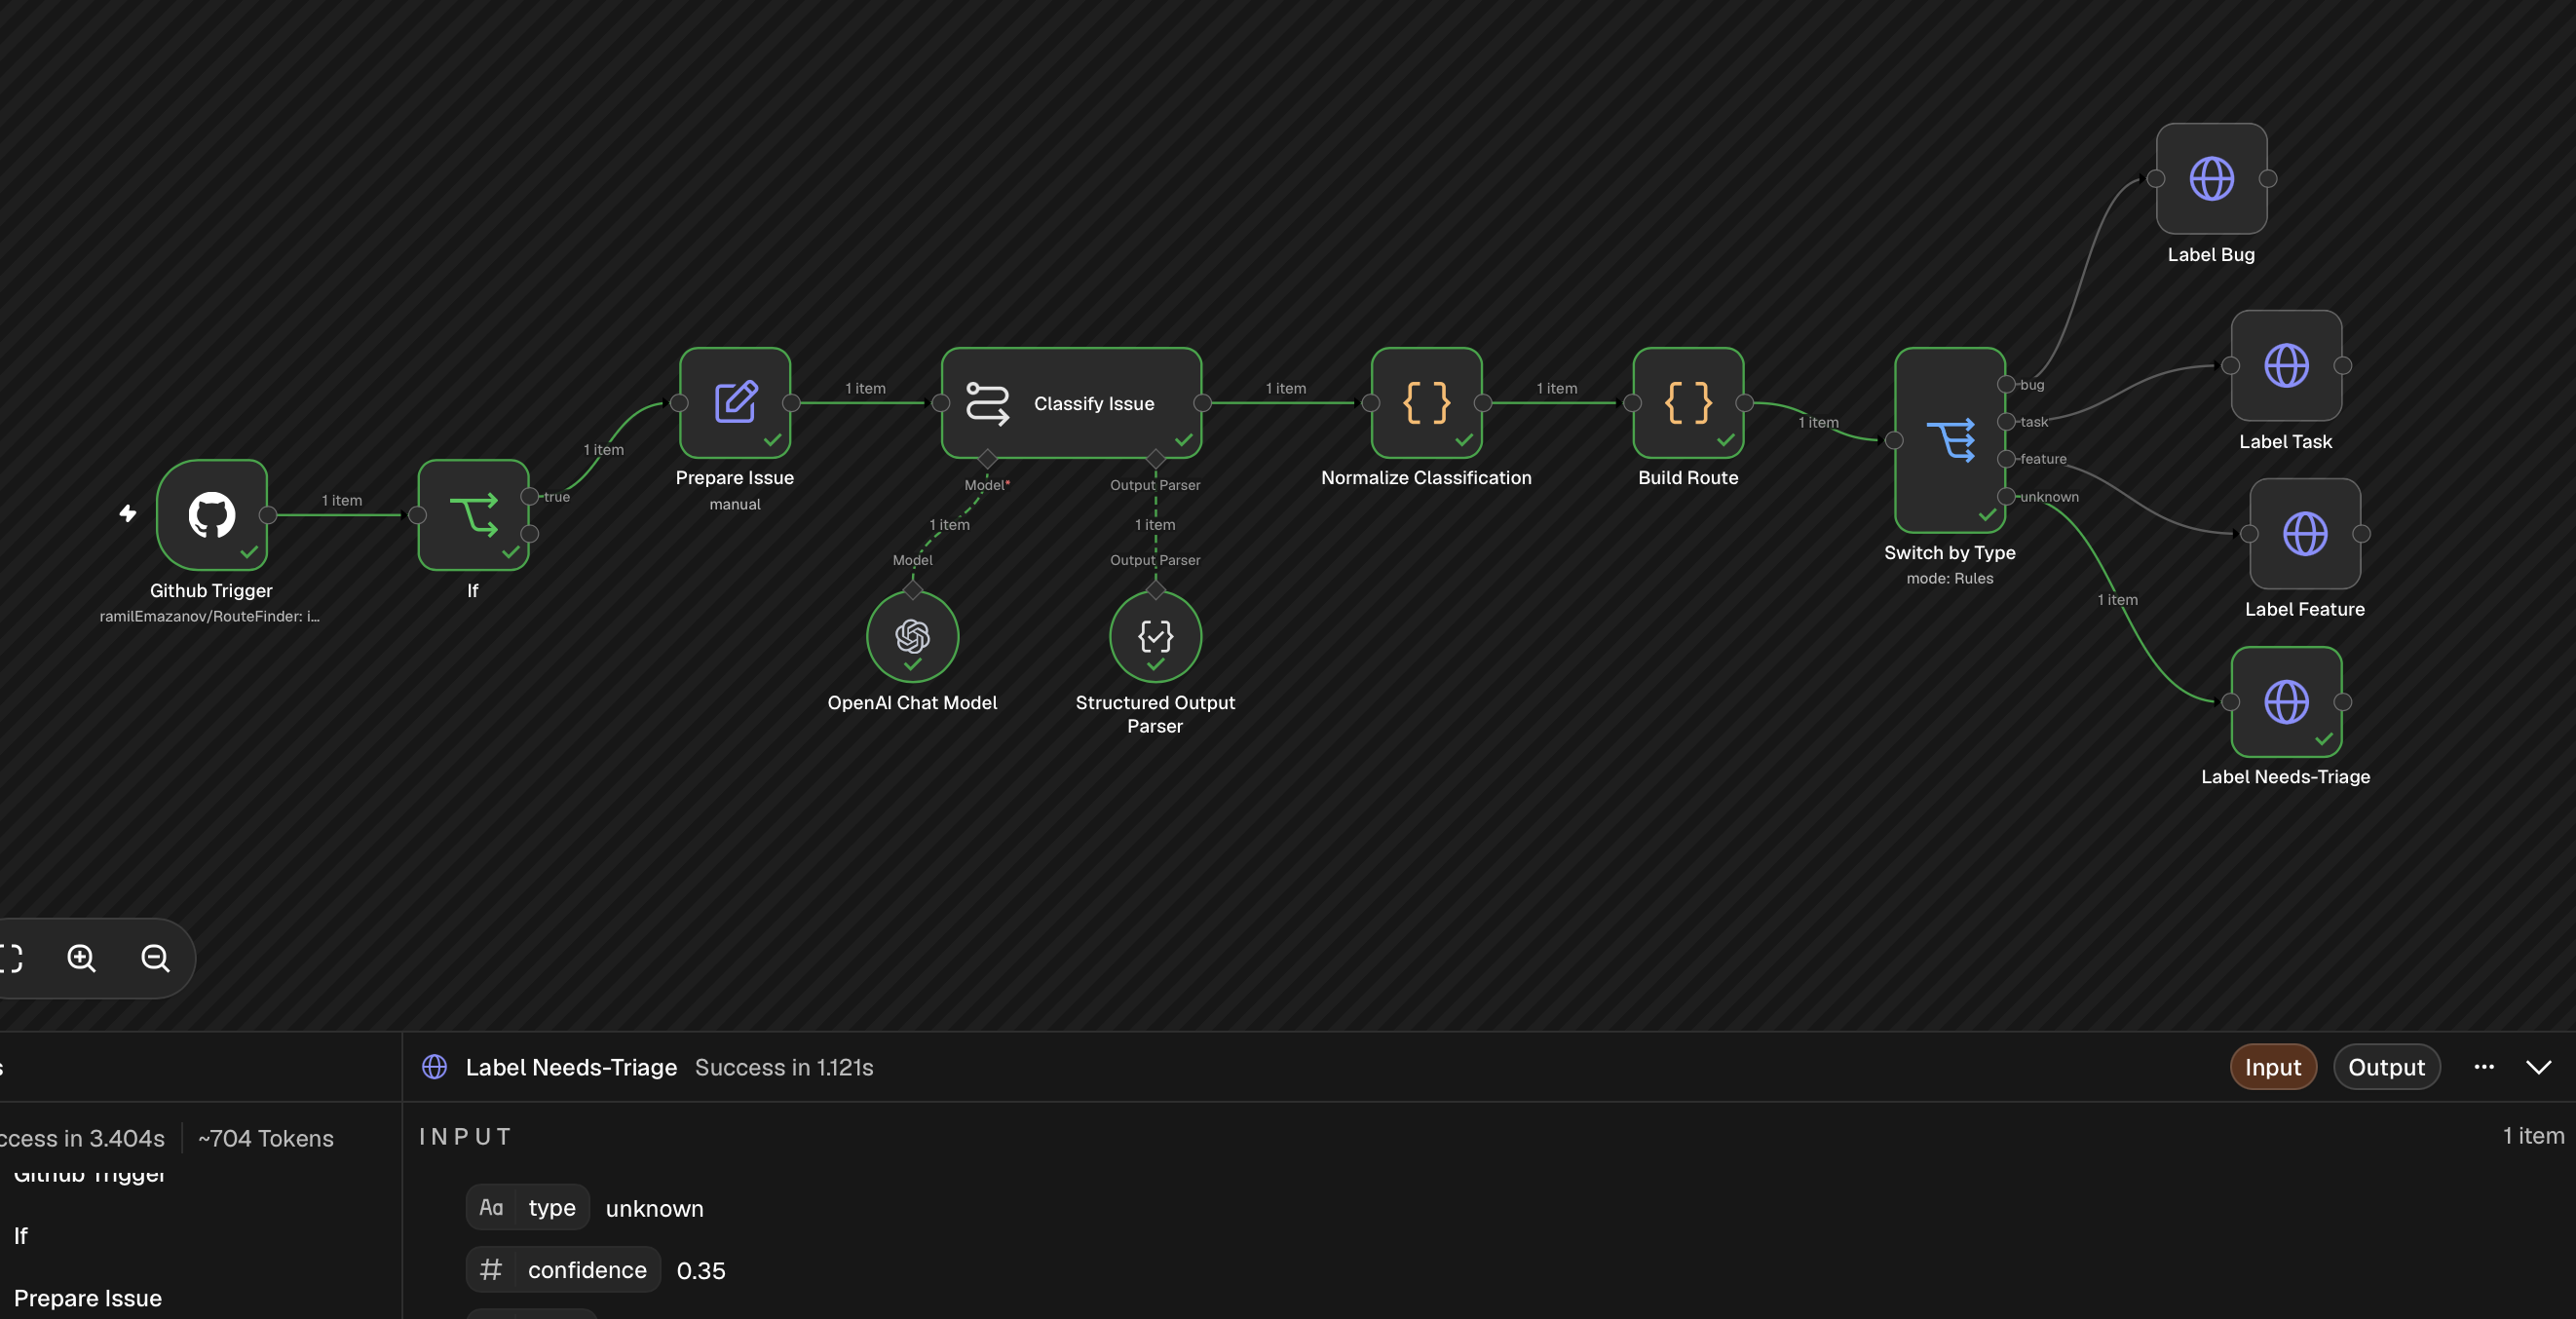 Label Bug
Label Task
Label Feature
Label Needs-Triage
bug
task
feature
unknown
1 item
Switch by Type
mode: Rules
1 item
Build Route
1 item
Normalize Classification
1 item
Classify Issue
Model*
Output Parser
1 item
1 item
Model
Output Parser
OpenAI Chat Model
Structured Output
Parser
1 item
Prepare Issue
manual
1 item
true
If
1 item
Github Trigger
ramilEmazanov/RouteFinder: i...
Label Needs-Triage Success in 1.121s
Input Output
ccess in 3.404s ~704 Tokens
Github Trigger
If
Prepare Issue
INPUT
1 item
Aa type unknown
# confidence 0.35